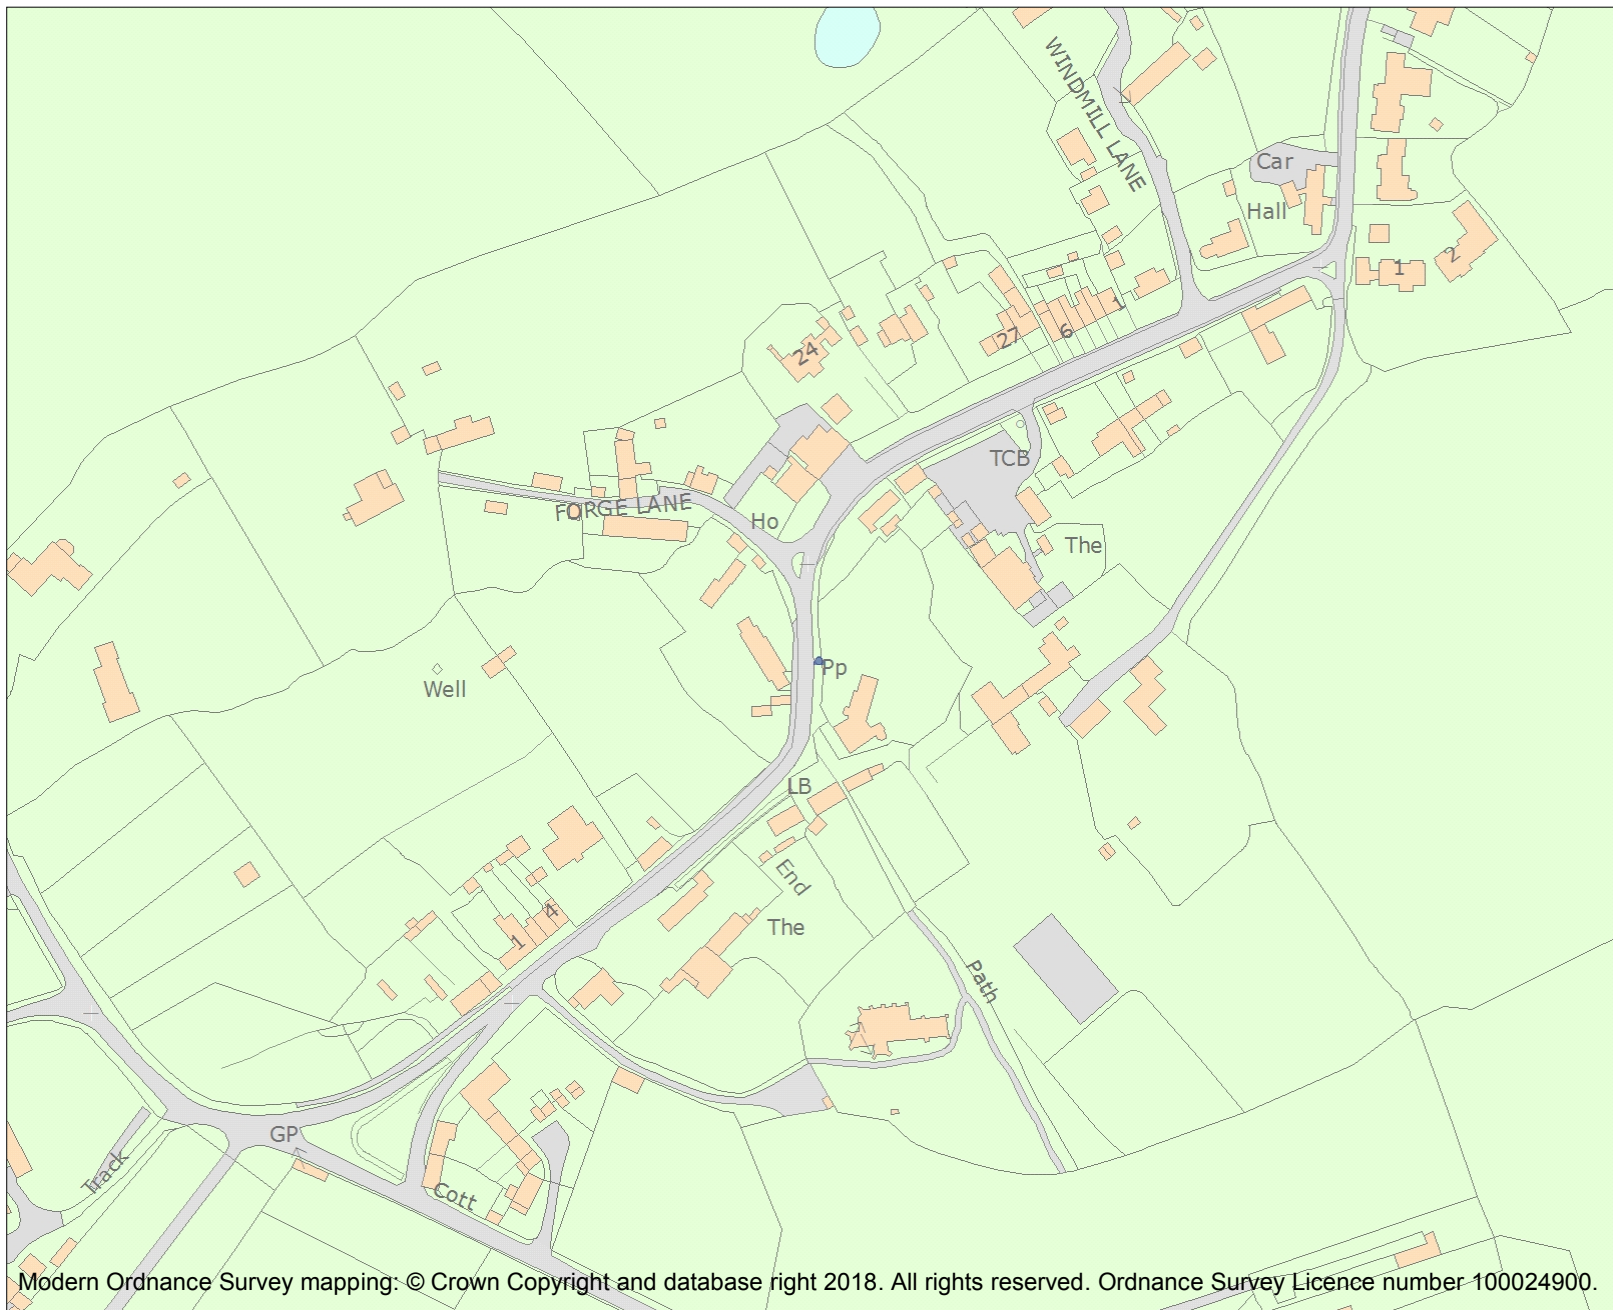 WINDMILL LANE
Car
Hall
2
1
1
6
27
24
TCB
FORGE LANE
Ho
The
Pp
Well
LB
End
4
1
The
Path
GP
Track
Cott
Modern Ordnance Survey mapping: © Crown Copyright and database right 2018. All rights reserved. Ordnance Survey Licence number 100024900.